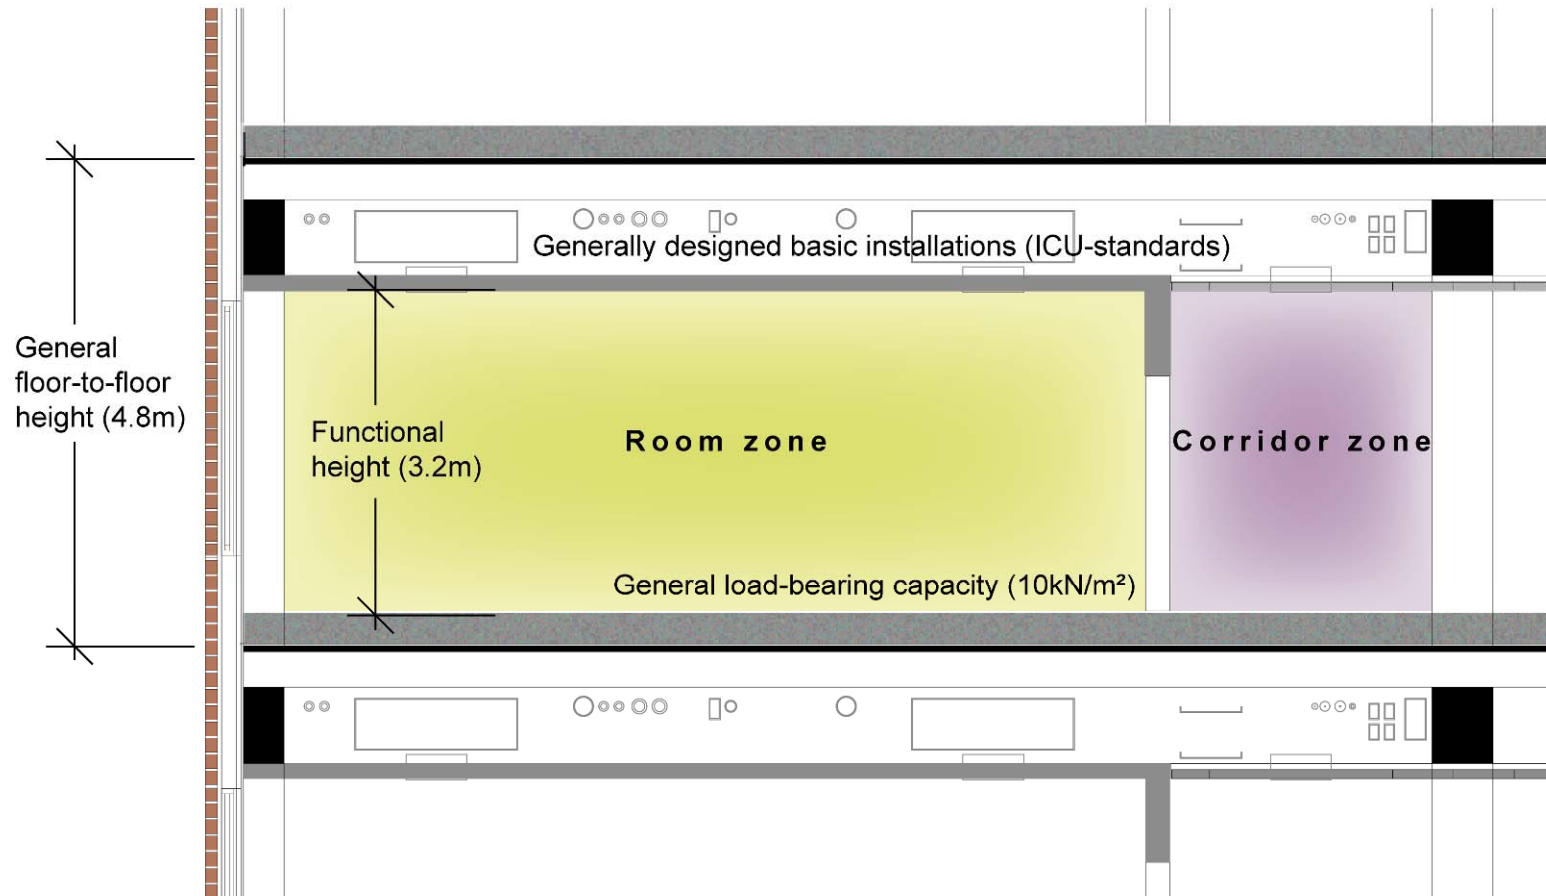 Generally designed basic installations (ICU-standards)
General
floor-to-floor
height (4.8m)
Functional
height (3.2m)
Room zone
Corridor zone
General load-bearing capacity (10kN/m²)